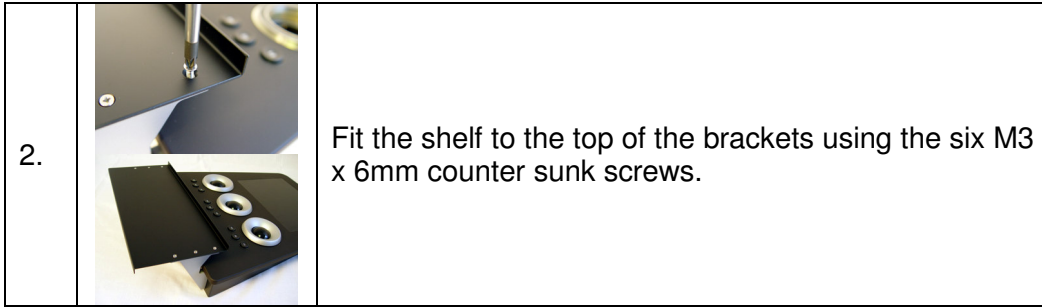 2.
Fit the shelf to the top of the brackets using the six M3
x 6mm counter sunk screws.